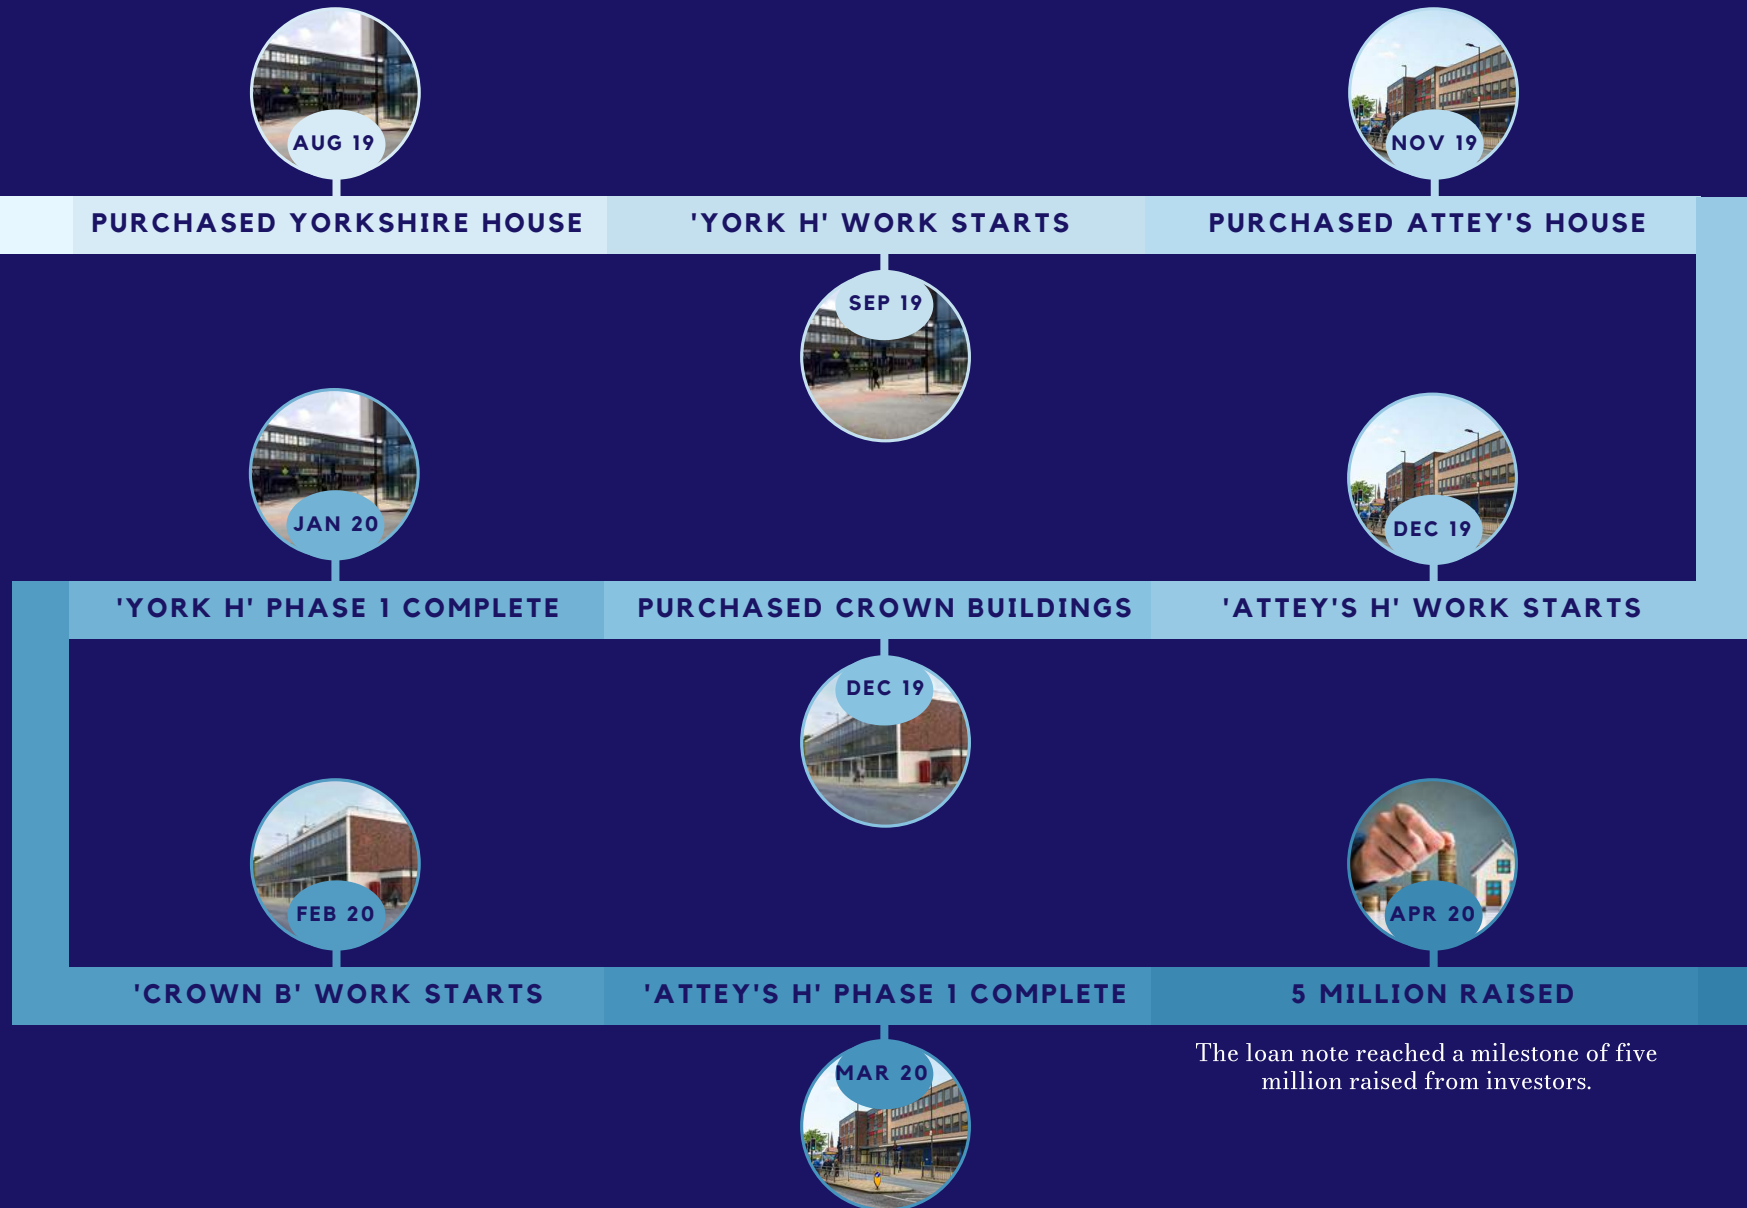 AUG 19
NOV 19
PURCHASED YORKSHIRE HOUSE
'YORK H' WORK STARTS
PURCHASED ATTEY'S HOUSE
SEP 19
JAN 20
DEC 19
'YORK H' PHASE 1 COMPLETE
PURCHASED CROWN BUILDINGS
'ATTEY'S H' WORK STARTS
DEC 19
FEB 20
APR 20
'CROWN B' WORK STARTS
'ATTEY'S H' PHASE 1 COMPLETE
5 MILLION RAISED
MAR 20
The loan note reached a milestone of five
million raised from investors.